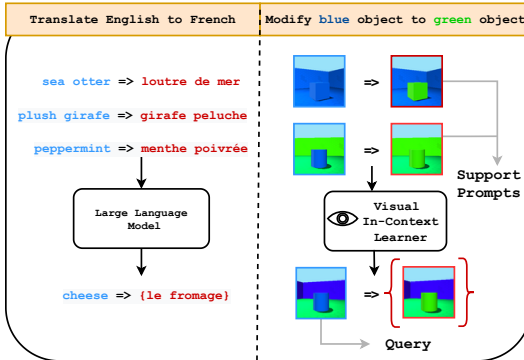 Translate English to French
Modify blue object to green object
sea otter => loutre de mer
plush girafe => girafe peluche
peppermint => menthe poivrée
Large Language
Model
cheese => {le fromage}
=>
=>
Support
Prompts
Visual
In-Context
Learner
=> { }
Query